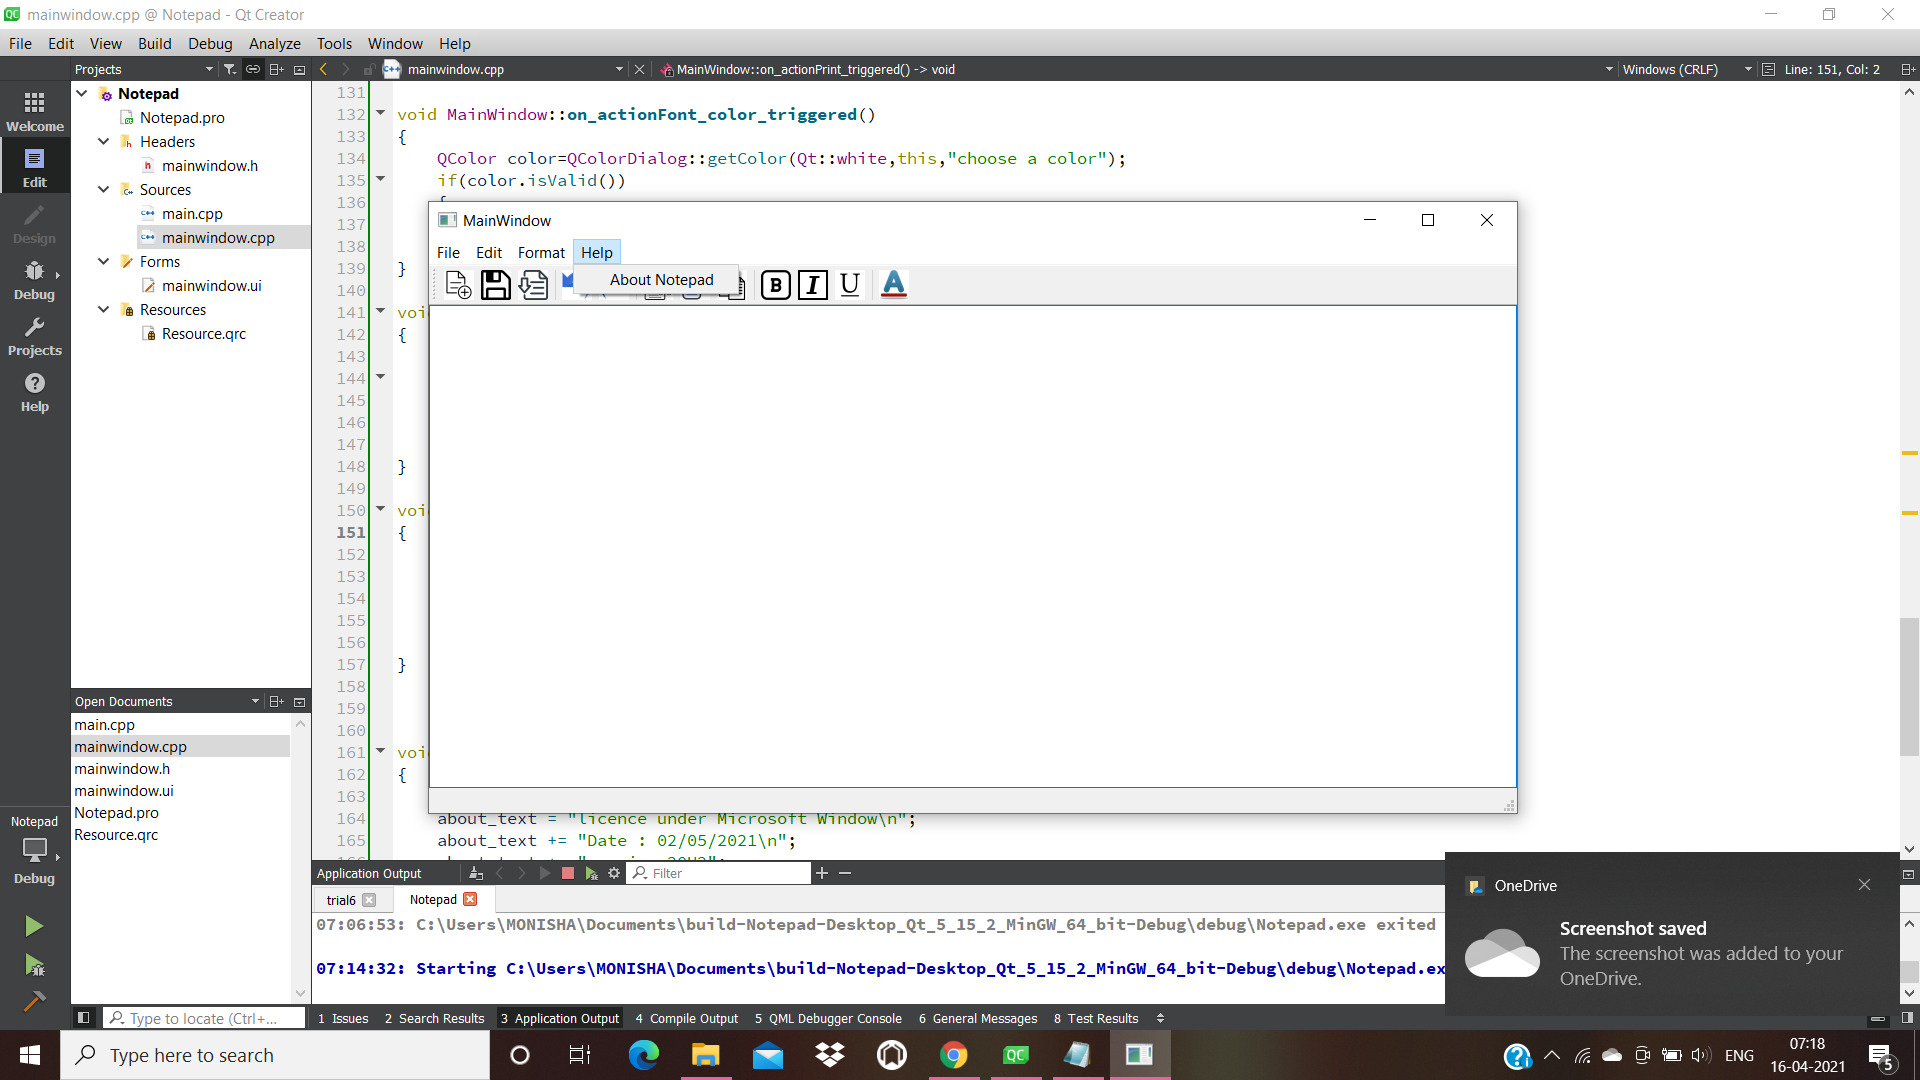 mainwindow.cpp @ Notepad - Qt Creator
File Edit View Build Debug Analyze Tools Window Help
Projects
mainwindow.cpp
MainWindow::on_actionPrint_triggered() -> void
Windows (CRLF)
Line: 151, Col: 2
Welcome
Edit
Design
Debug
Projects
Help
Notepad
Notepad.pro
Headers
mainwindow.h
Sources
main.cpp
mainwindow.cpp
Forms
mainwindow.ui
Resources
Resource.qrc
131
132 void MainWindow::on_actionFont_color_triggered()
133 {
134 QColor color=QColorDialog::getColor(Qt::white,this,"choose a color");
135 if(color.isValid())
136
137
138
139 }
140
141
142 {
143
144
145
146
147
148 }
149
150
151 {
152
153
154
155
156
157 }
158
159
160
161
162 {
163
164 about_text = "licence under Microsoft Window\n";
165 about_text += "Date : 02/05/2021\n";
MainWindow
File Edit Format Help
About Notepad
B I U A
Open Documents
main.cpp
mainwindow.cpp
mainwindow.h
mainwindow.ui
Notepad.pro
Resource.qrc
Notepad
Debug
Application Output
Filter
trial6
Notepad
07:06:53: C:\Users\MONISHA\Documents\build-Notepad-Desktop_Qt_5_15_2_MinGW_64_bit-Debug\debug\Notepad.exe exited
07:14:32: Starting C:\Users\MONISHA\Documents\build-Notepad-Desktop_Qt_5_15_2_MinGW_64_bit-Debug\debug\Notepad.ex
OneDrive
Screenshot saved
The screenshot was added to your
OneDrive.
Type to locate (Ctrl+...
1 Issues 2 Search Results 3 Application Output 4 Compile Output 5 QML Debugger Console 6 General Messages 8 Test Results
Type here to search
QC
ENG
07:18
16-04-2021
5